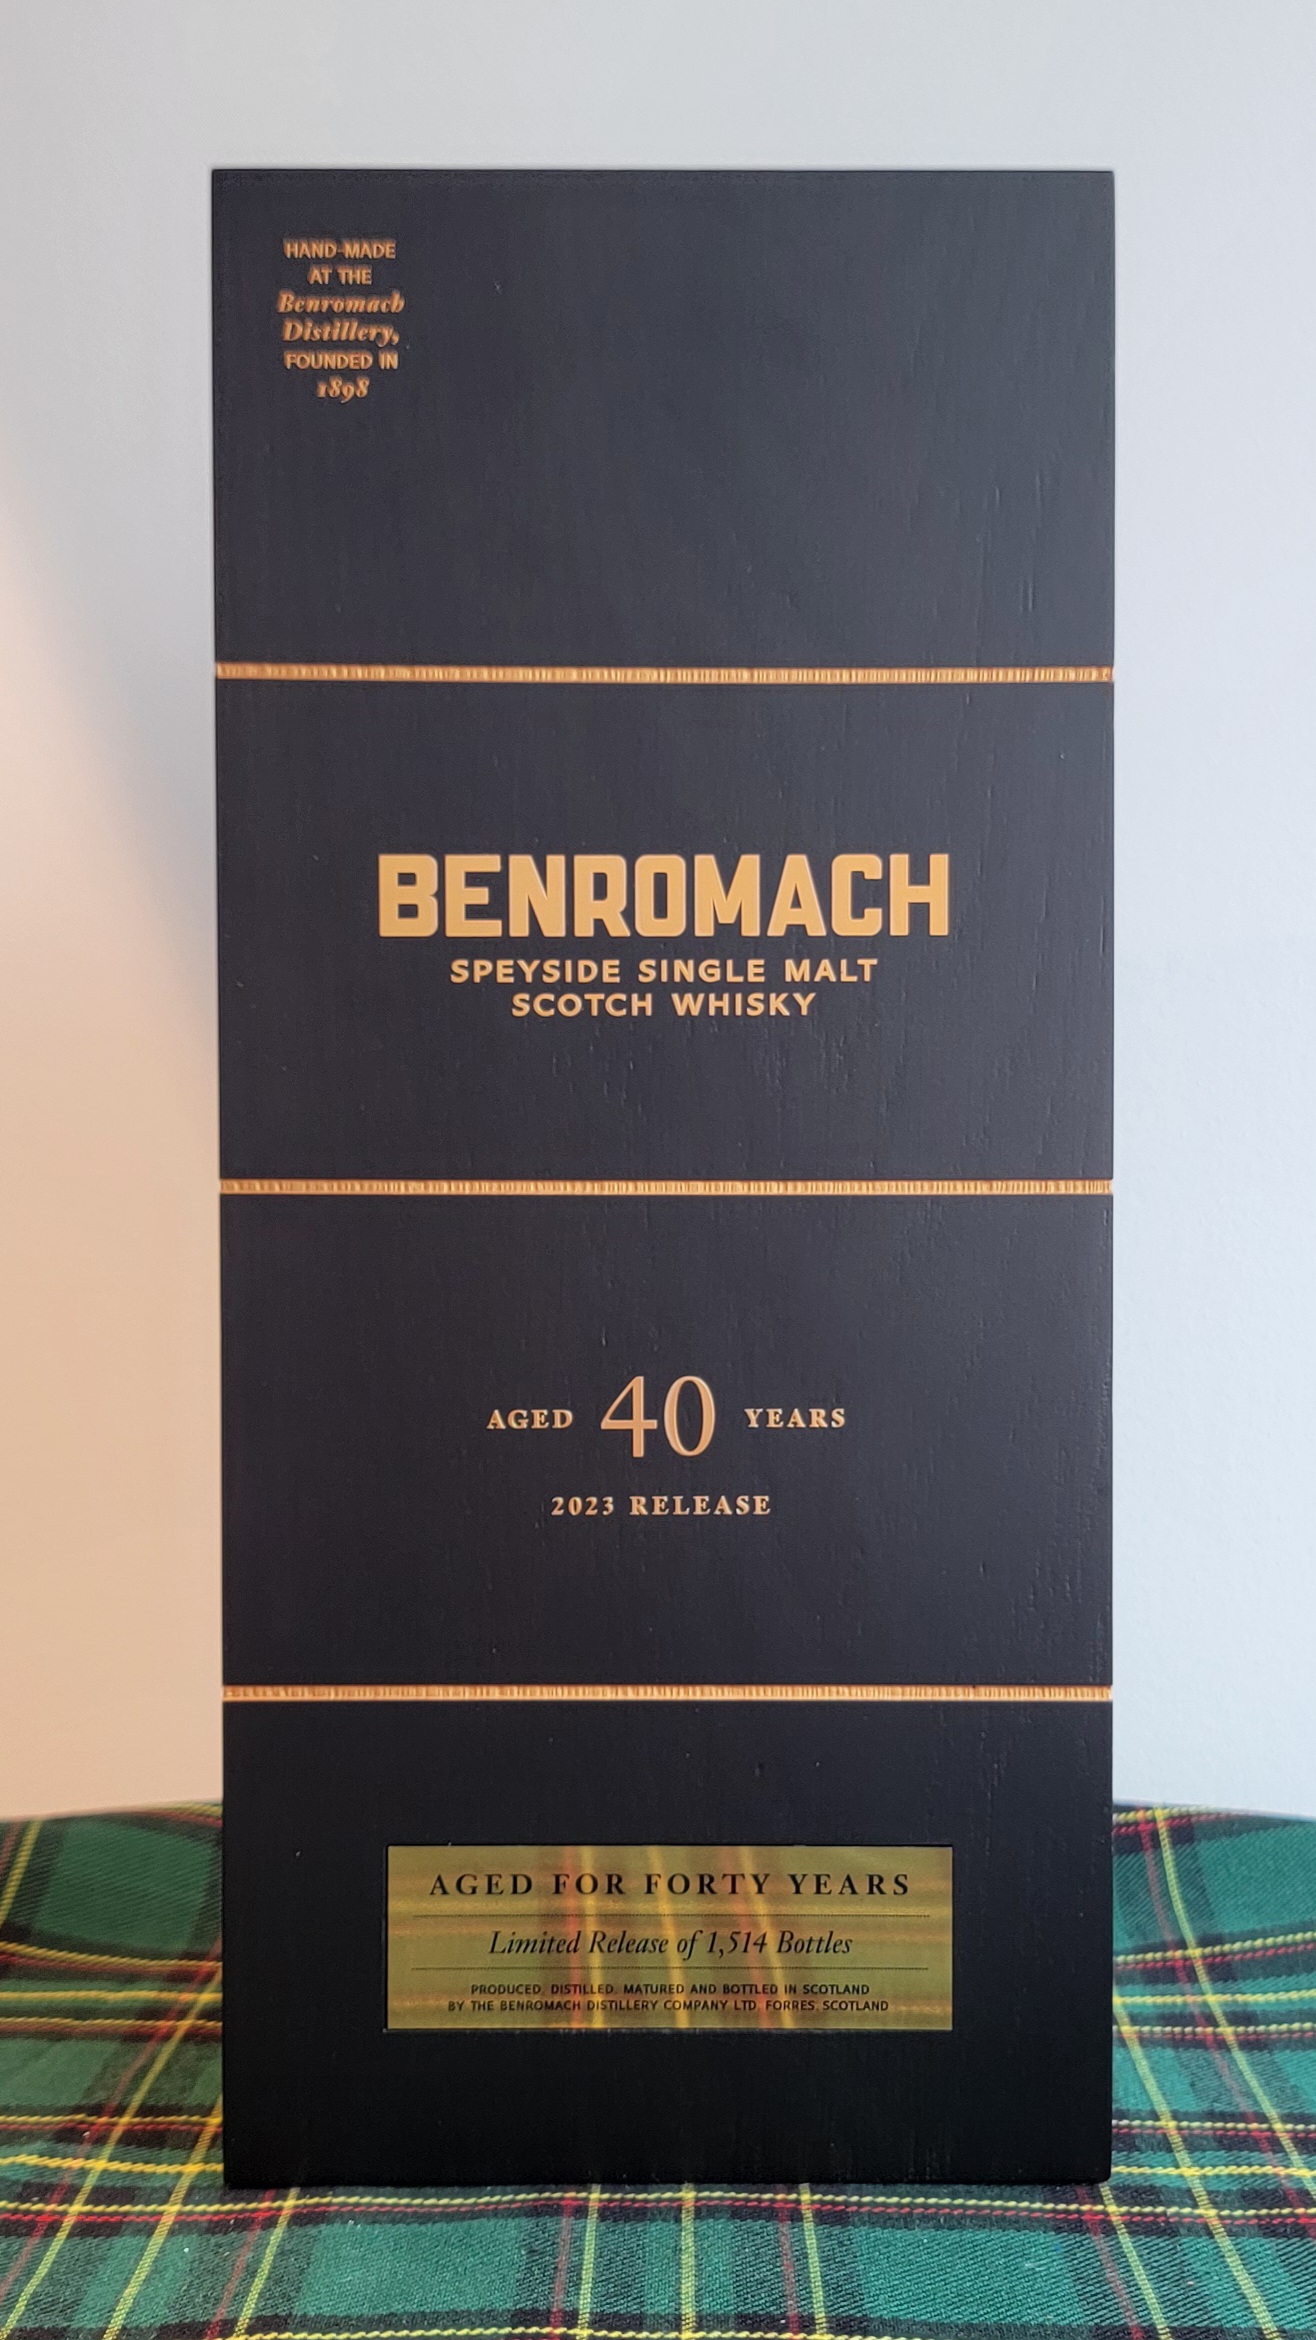 HAND-MADE
AT THE
Benromach
Distillery,
FOUNDED IN
1898
BENROMACH
SPEYSIDE SINGLE MALT
SCOTCH WHISKY
AGED 40 YEARS
2023 RELEASE
AGED FOR FORTY YEARS
Limited Release of 1,514 Bottles
PRODUCED, DISTILLED, MATURED AND BOTTLED IN SCOTLAND
BY THE BENROMACH DISTILLERY COMPANY LTD, FORRES, SCOTLAND